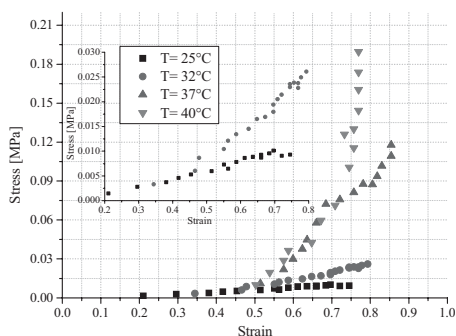 0.21
0.18
0.15
0.12
0.09
0.06
0.03
0.00
Stress [MPa]
0.0 0.1 0.2 0.3 0.4 0.5 0.6 0.7 0.8 0.9 1.0
Strain
0.030
0.025
0.020
0.015
0.010
0.005
0.000
Stress [MPa]
0.2 0.3 0.4 0.5 0.6 0.7 0.8
Strain
T= 25°C
T= 32°C
T= 37°C
T= 40°C